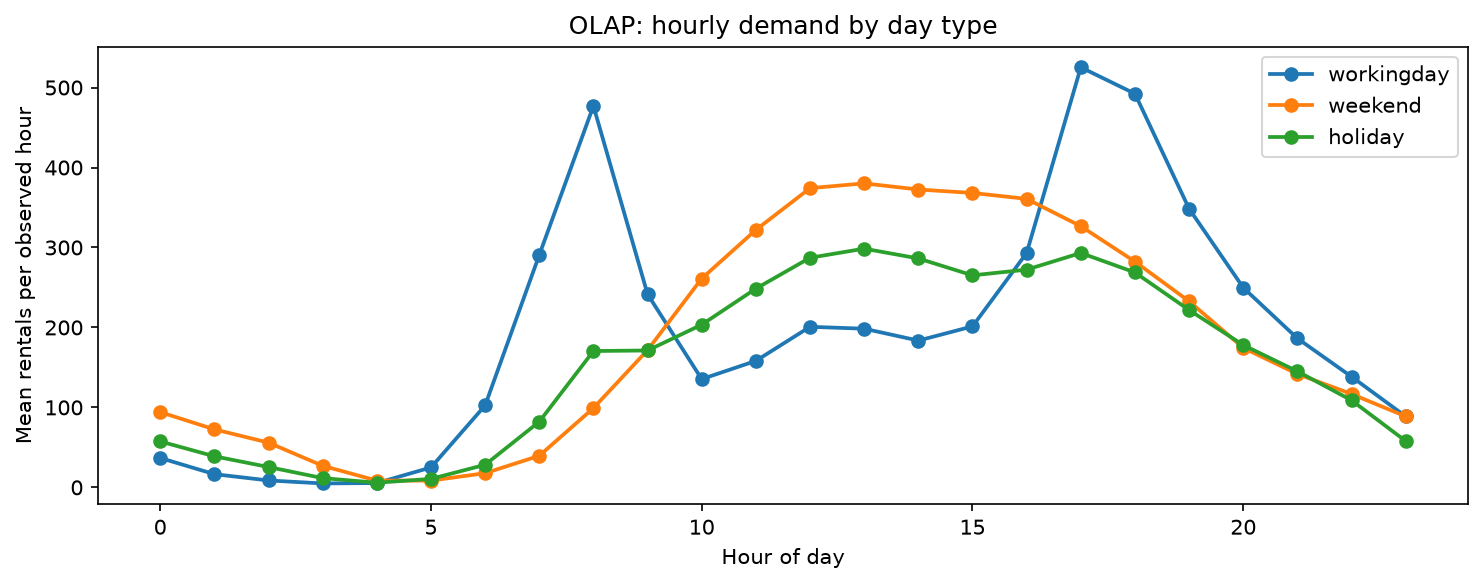 OLAP: hourly demand by day type
Mean rentals per observed hour
500
400
300
200
100
0
workingday
weekend
holiday
0 5 10 15 20
Hour of day